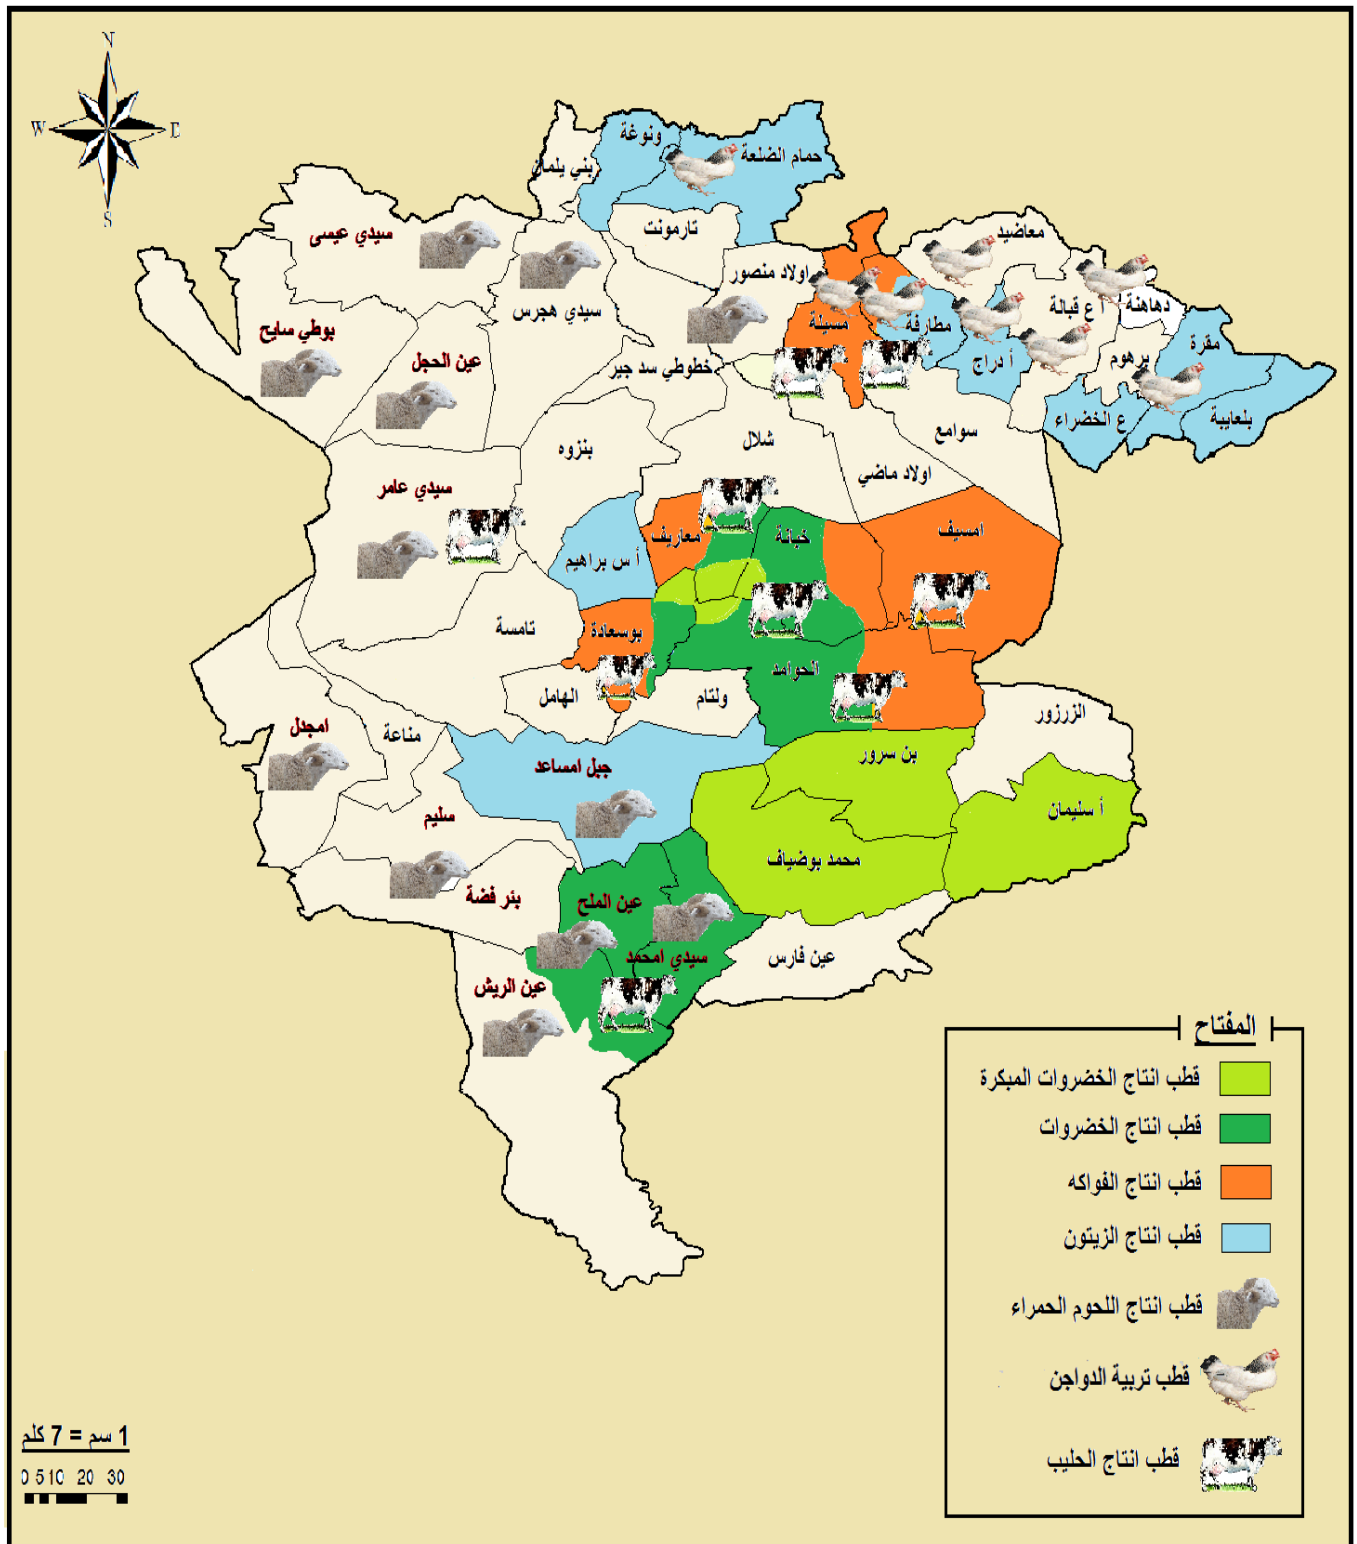 N
W
E
S
ونوغة
حمام الضلعة
بني يلمان
تارمونت
معاضيد
سيدي عيسى
اولاد منصور
أ ع قبالة
دهاهنة
سيدي هجرس
مسيلة
مطارفة
مقرة
بوطي سايح
عين الحجل
خطوطي سد جير
أ دراج
برهوم
ع الخضراء
بلعايبة
سوامع
شلال
بنزوه
اولاد ماضي
سيدي عامر
معاريف
خبانة
امسيف
أ س براهيم
تامسة
بوسعادة
الحوامد
الهامل
ولتام
الزرزور
امجدل
مناعة
بن سرور
جبل امساعد
سليم
أ سليمان
محمد بوضياف
بئر فضة
عين الملح
سيدي امحمد
عين فارس
عين الريش
المفتاح
قطب انتاج الخضروات المبكرة
قطب انتاج الخضروات
قطب انتاج الفواكه
قطب انتاج الزيتون
قطب انتاج اللحوم الحمراء
قطب تربية الدواجن
قطب انتاج الحليب
1 سم = 7 كلم
0 5 10 20 30